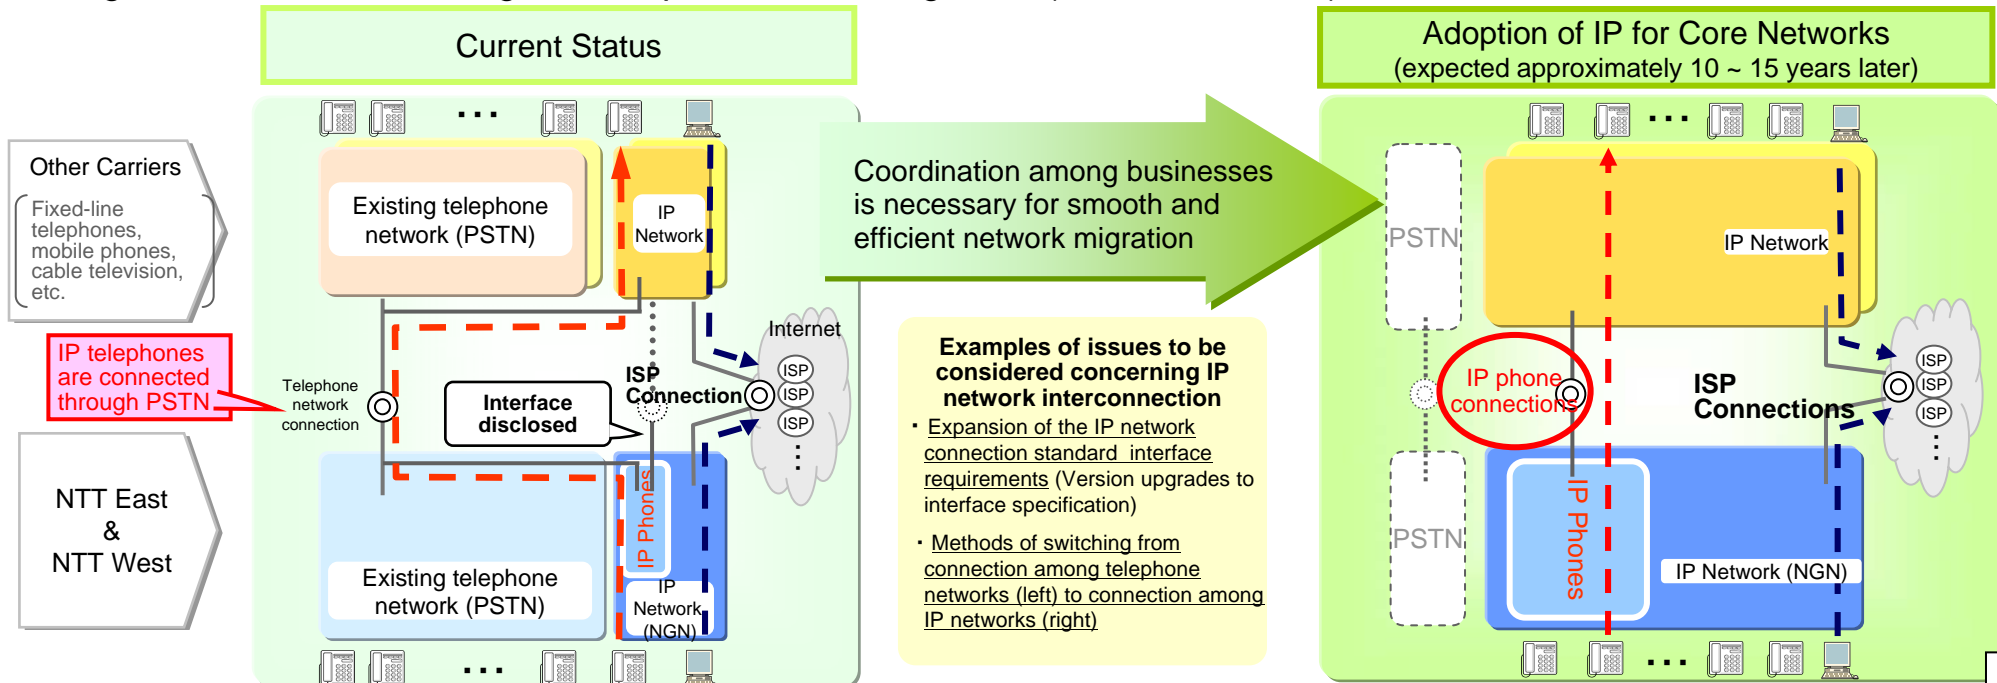 Current Status
Adoption of IP for Core Networks
(expected approximately 10 ~ 15 years later)
Other Carriers
Fixed-line
telephones,
mobile phones,
cable television,
etc.
IP telephones
are connected
through PSTN
NTT East
&
NTT West
Existing telephone
network (PSTN)
IP
Network
Telephone
network
connection
Interface
disclosed
ISP
Connection
Internet
ISP
ISP
ISP
Existing telephone
network (PSTN)
IP Phones
IP
Network
(NGN)
Coordination among businesses
is necessary for smooth and
efficient network migration
Examples of issues to be
considered concerning IP
network interconnection
・Expansion of the IP network
connection standard interface
requirements (Version upgrades to
interface specification)
・Methods of switching from
connection among telephone
networks (left) to connection among
IP networks (right)
PSTN
IP Network
IP phone
connections
ISP
Connections
ISP
ISP
ISP
PSTN
IP Phones
IP Network (NGN)